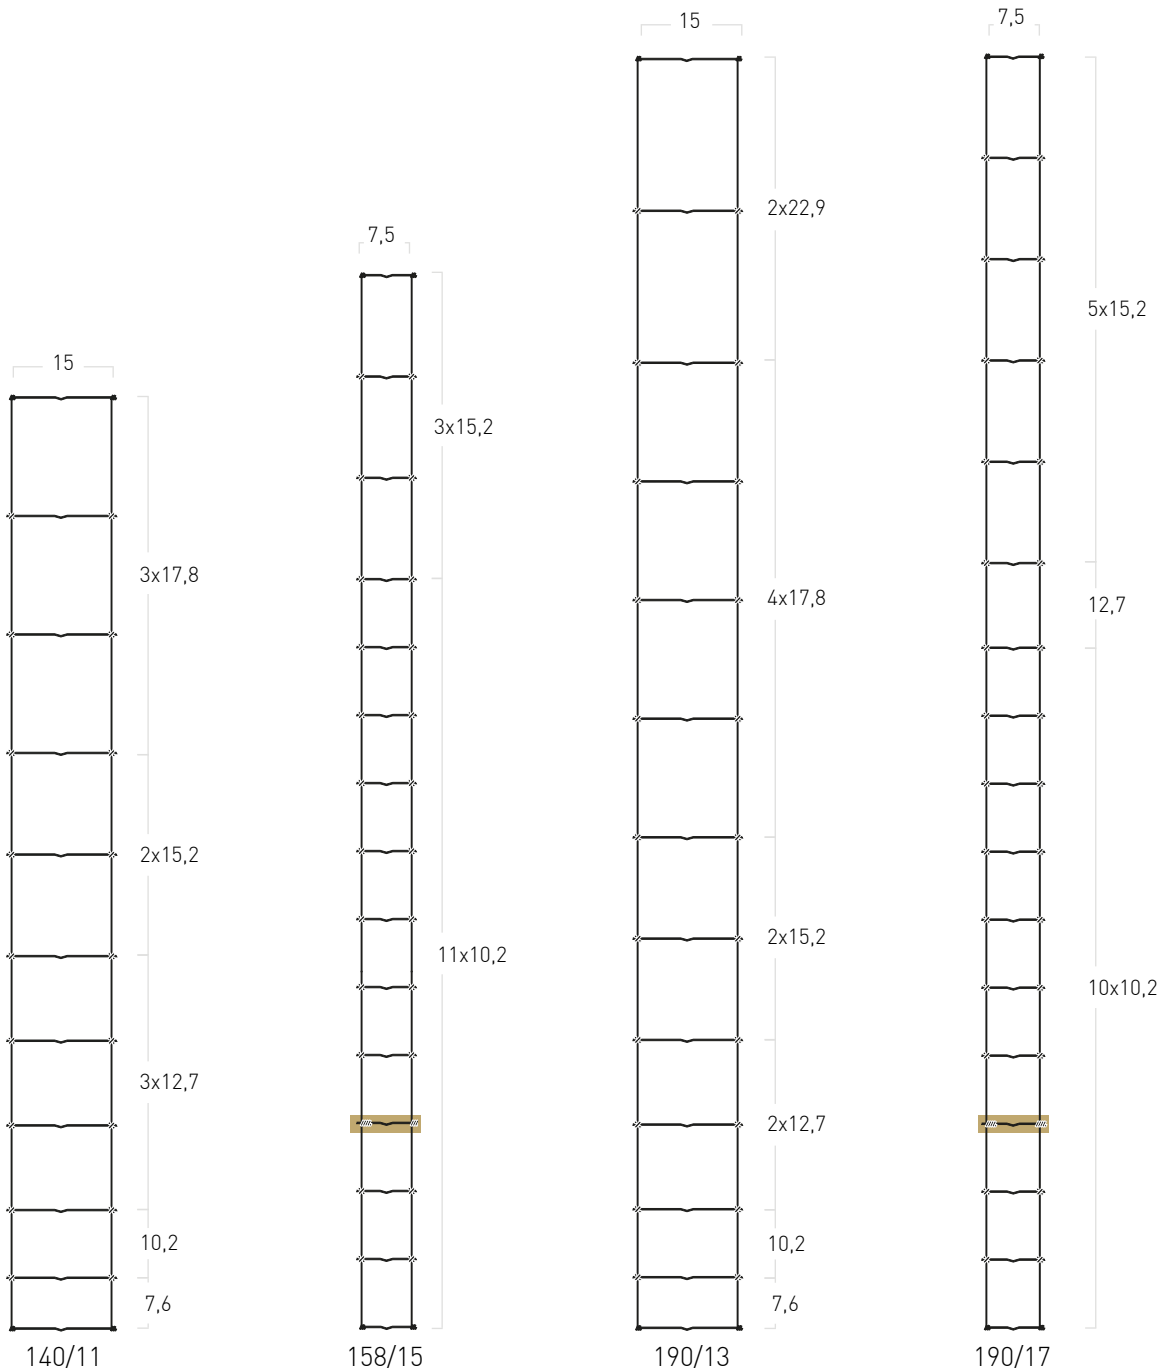 15
3x17,8
2x15,2
3x12,7
10,2
7,6
140/11
7,5
3x15,2
11x10,2
158/15
15
2x22,9
4x17,8
2x15,2
2x12,7
10,2
7,6
190/13
7,5
5x15,2
12,7
10x10,2
190/17